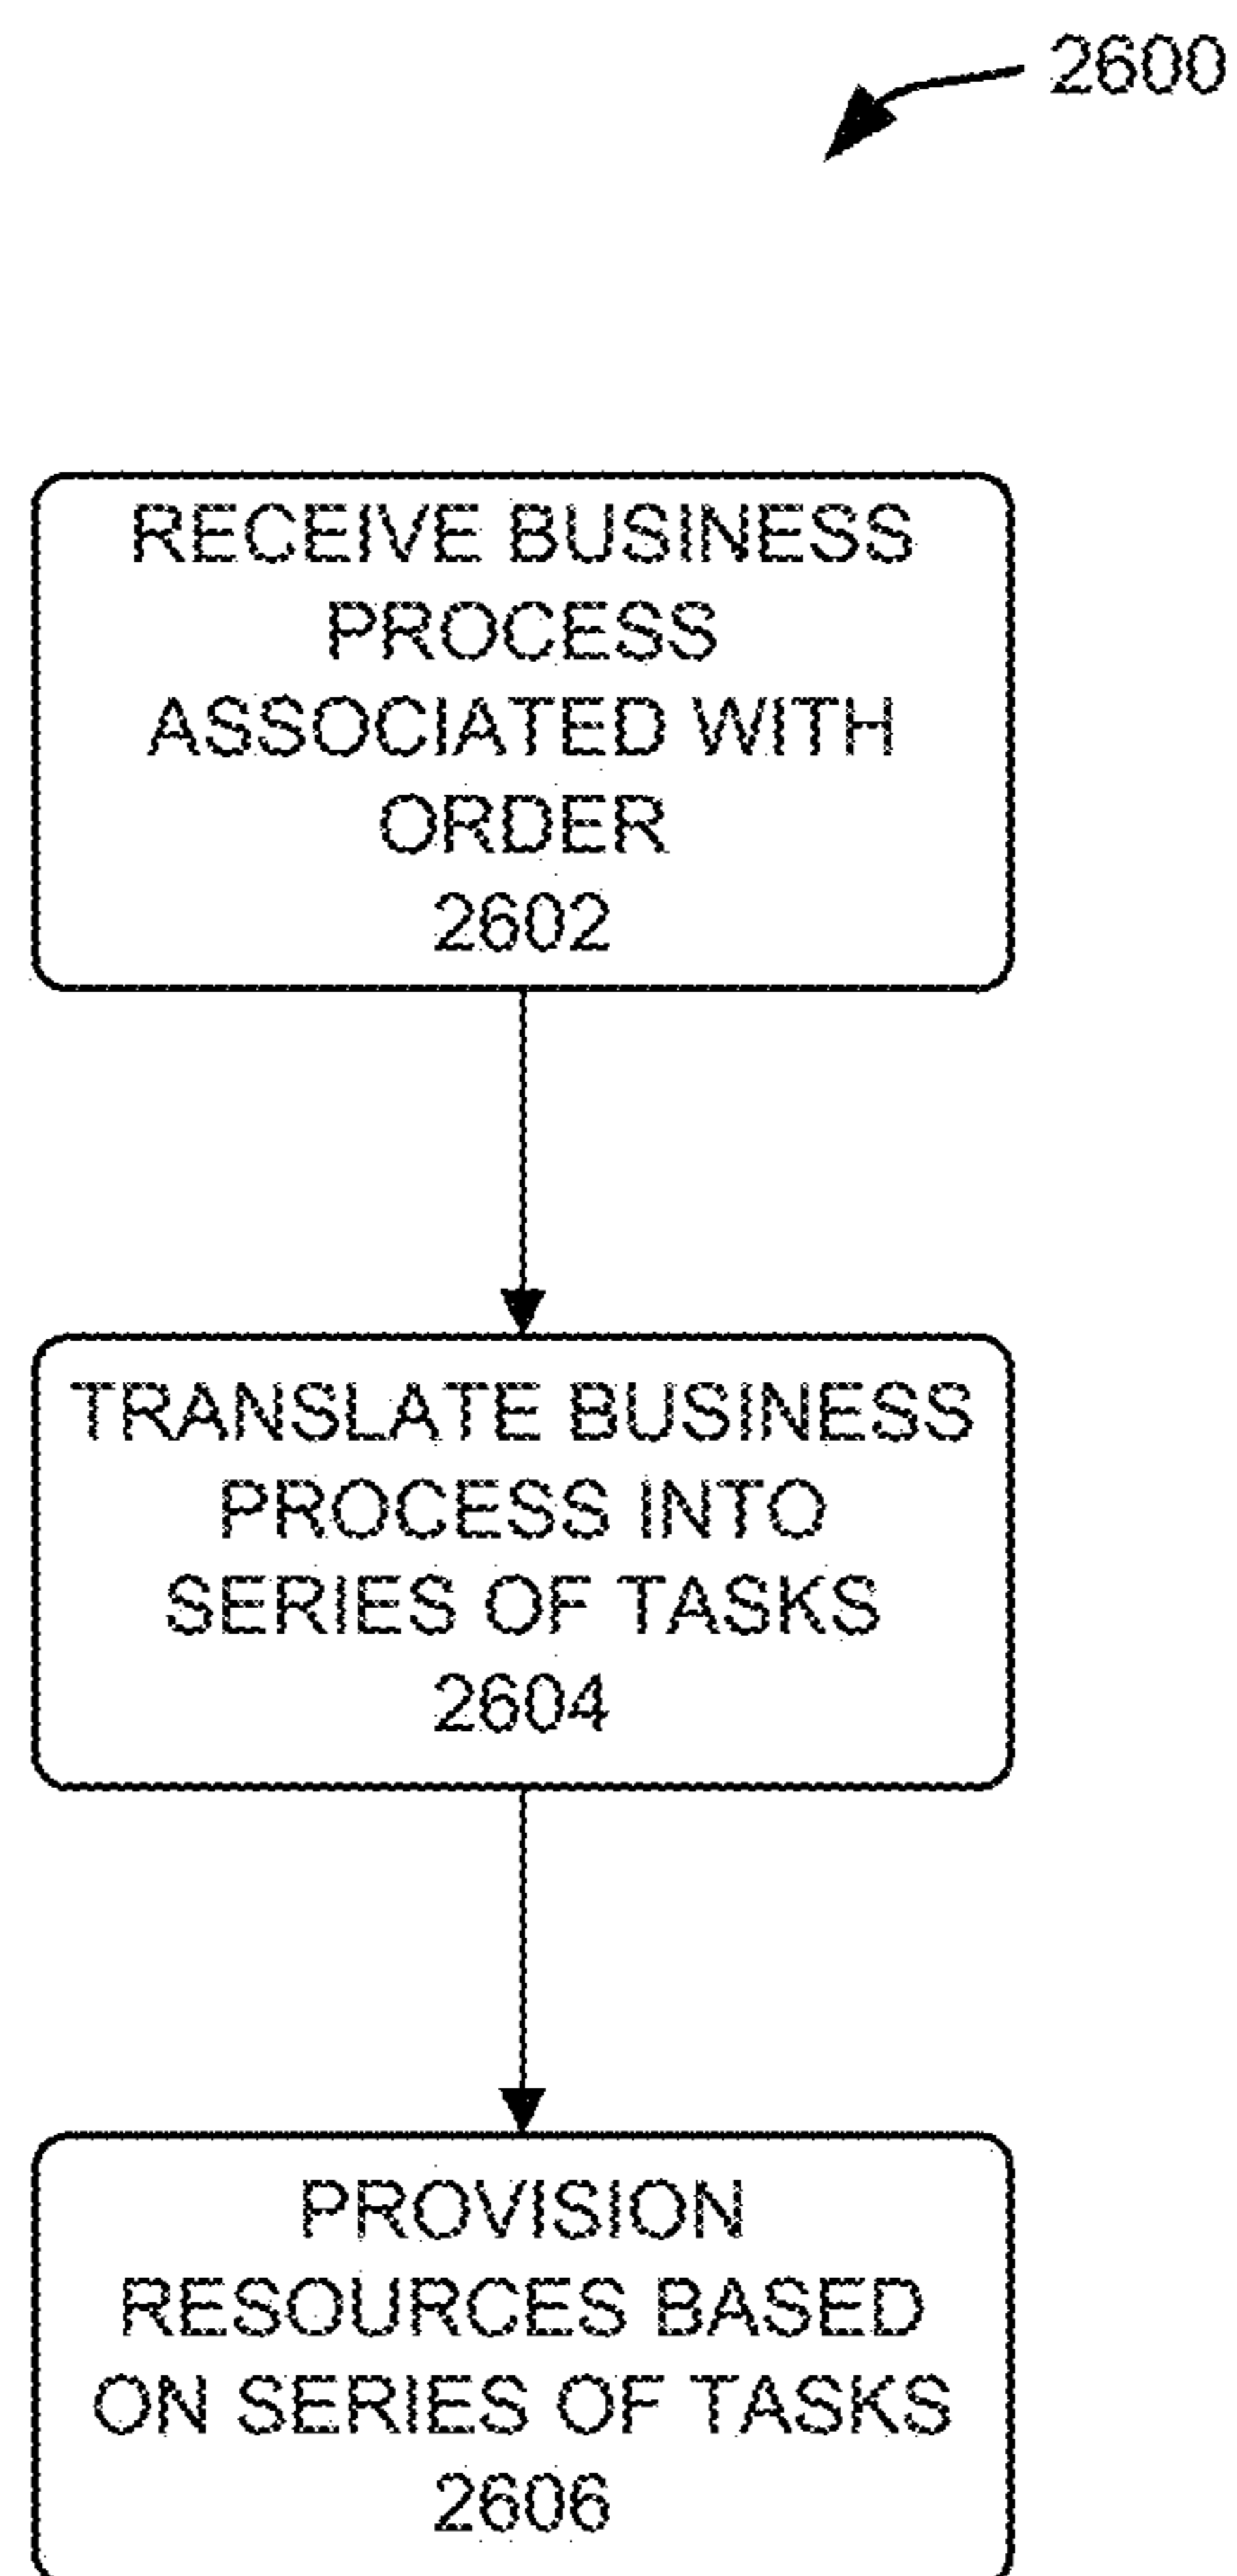 2600
RECEIVE BUSINESS
PROCESS
ASSOCIATED WITH
ORDER
2602
TRANSLATE BUSINESS
PROCESS INTO
SERIES OF TASKS
2604
PROVISION
RESOURCES BASED
ON SERIES OF TASKS
2606